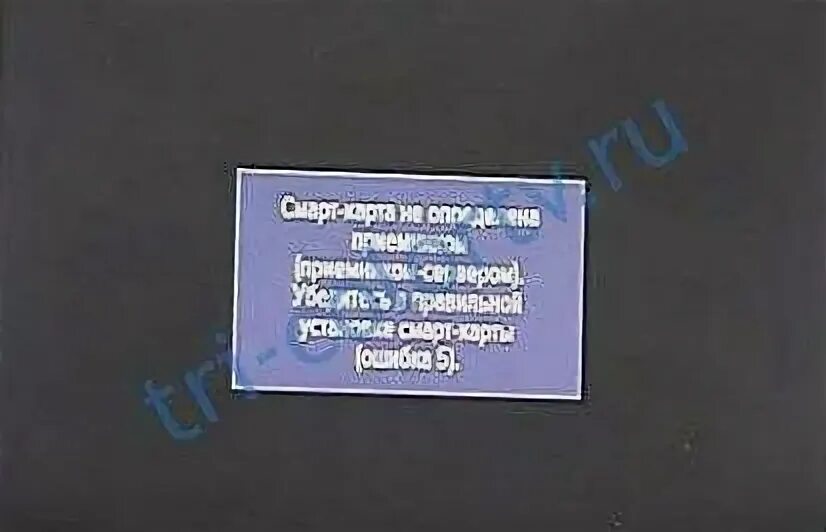 Смарт-карта не определена
приемником
(приемником-сервером).
Убедитесь в правильной
установке смарт-карты
(ошибка 5).